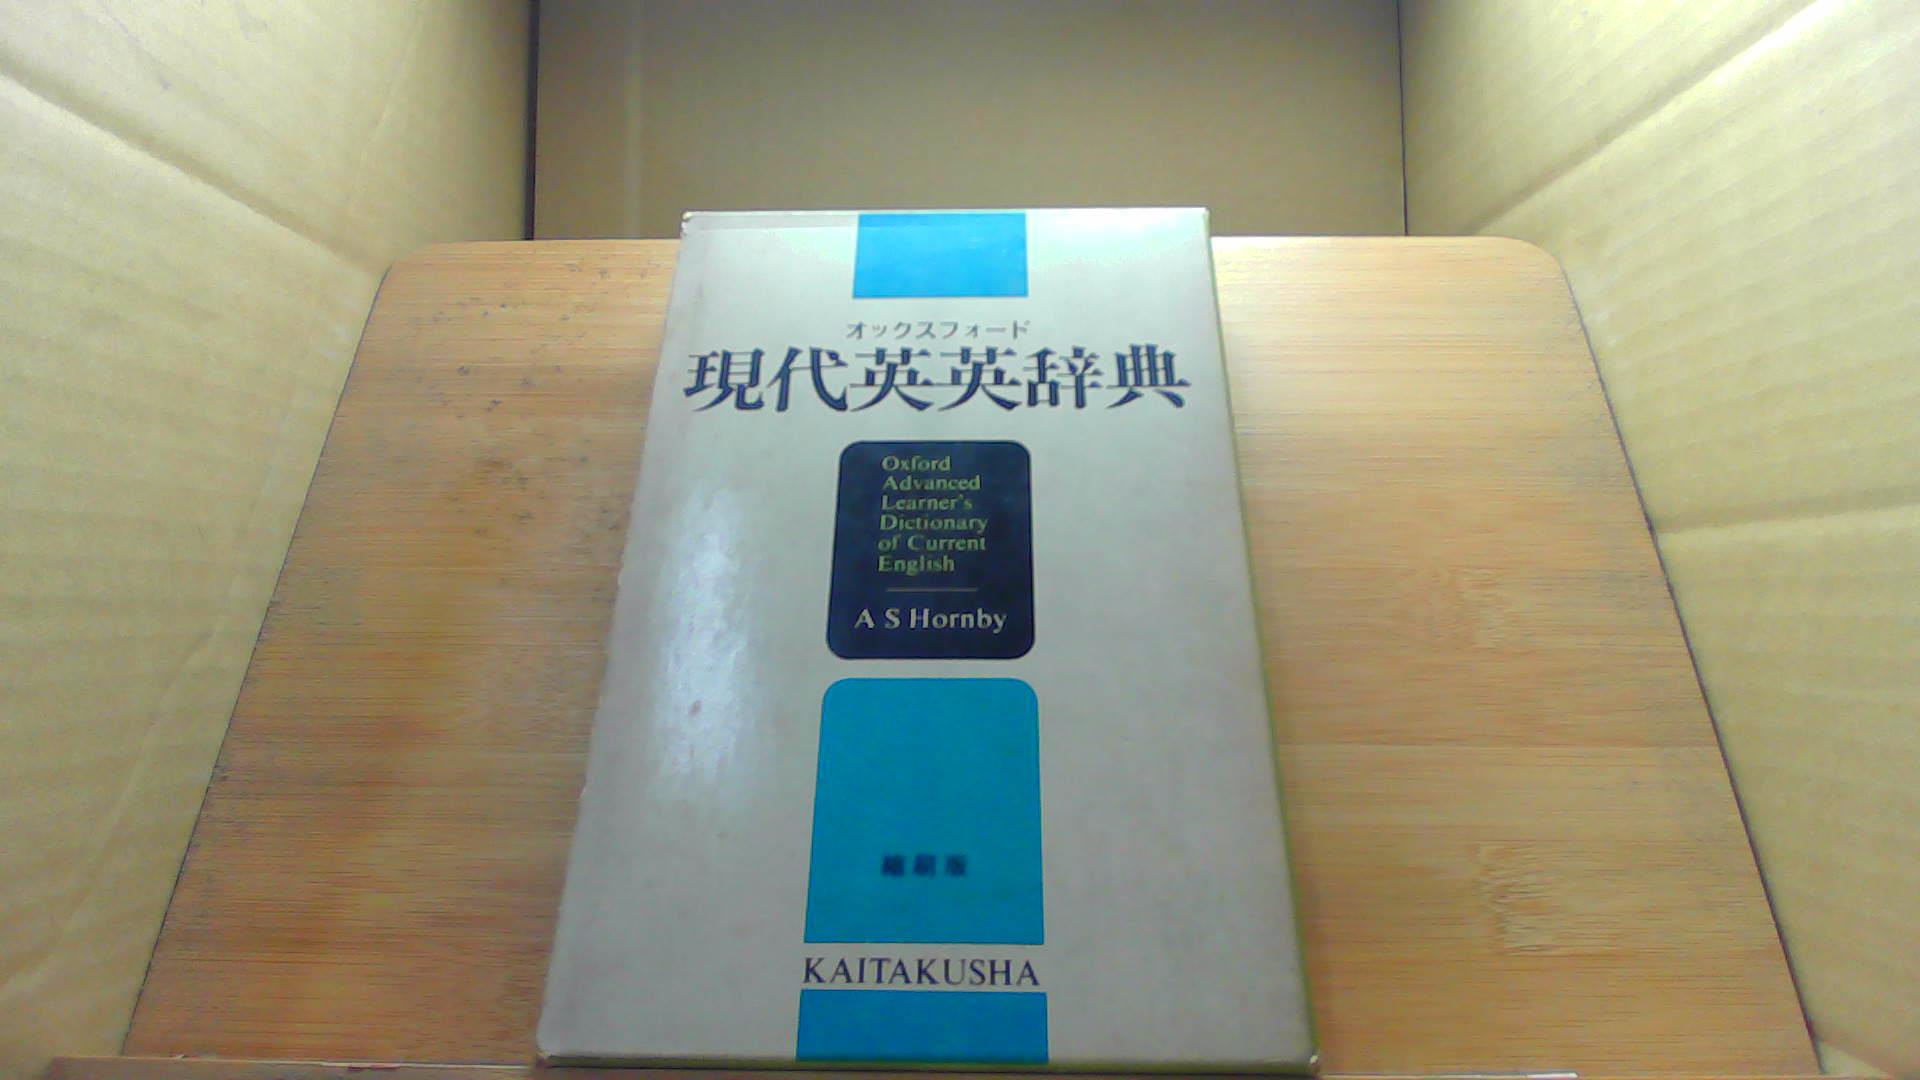 オックスフォード
現代英英辞典
Oxford
Advanced
Learner's
Dictionary
of Current
English
A S Hornby
縮刷版
KAITAKUSHA